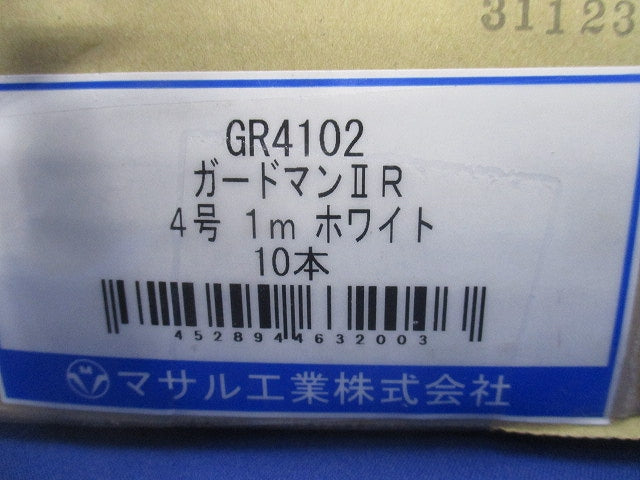 31123
GR4102
ガードマンⅡR
4号 1m ホワイト
10本
4528944632003
マサル工業株式会社